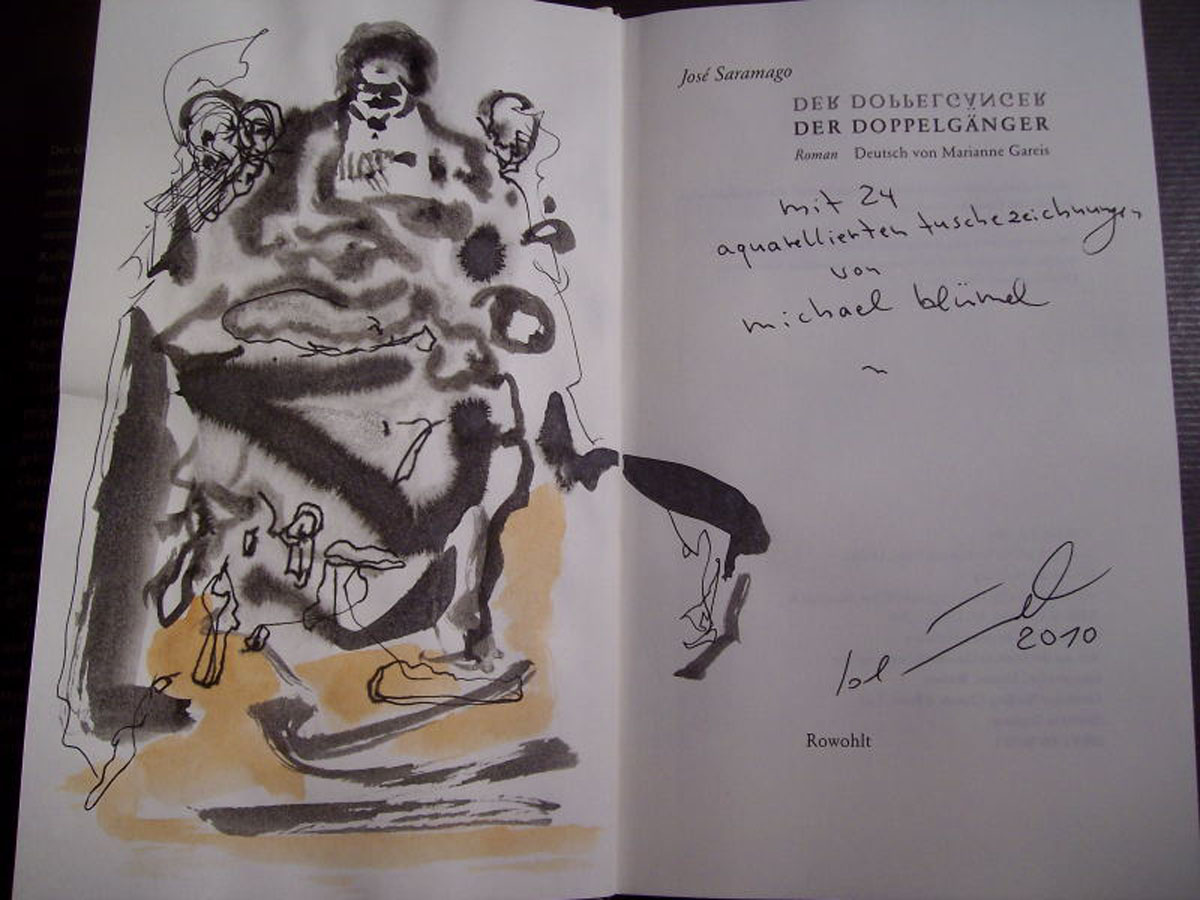 José Saramago
DER DOPPELGÄNGER
DER DOPPELGÄNGER
Roman Deutsch von Marianne Gareis
mit 24
aquarellierten tuschezeichnungen
von
michael blümel
~
2010
Rowohlt